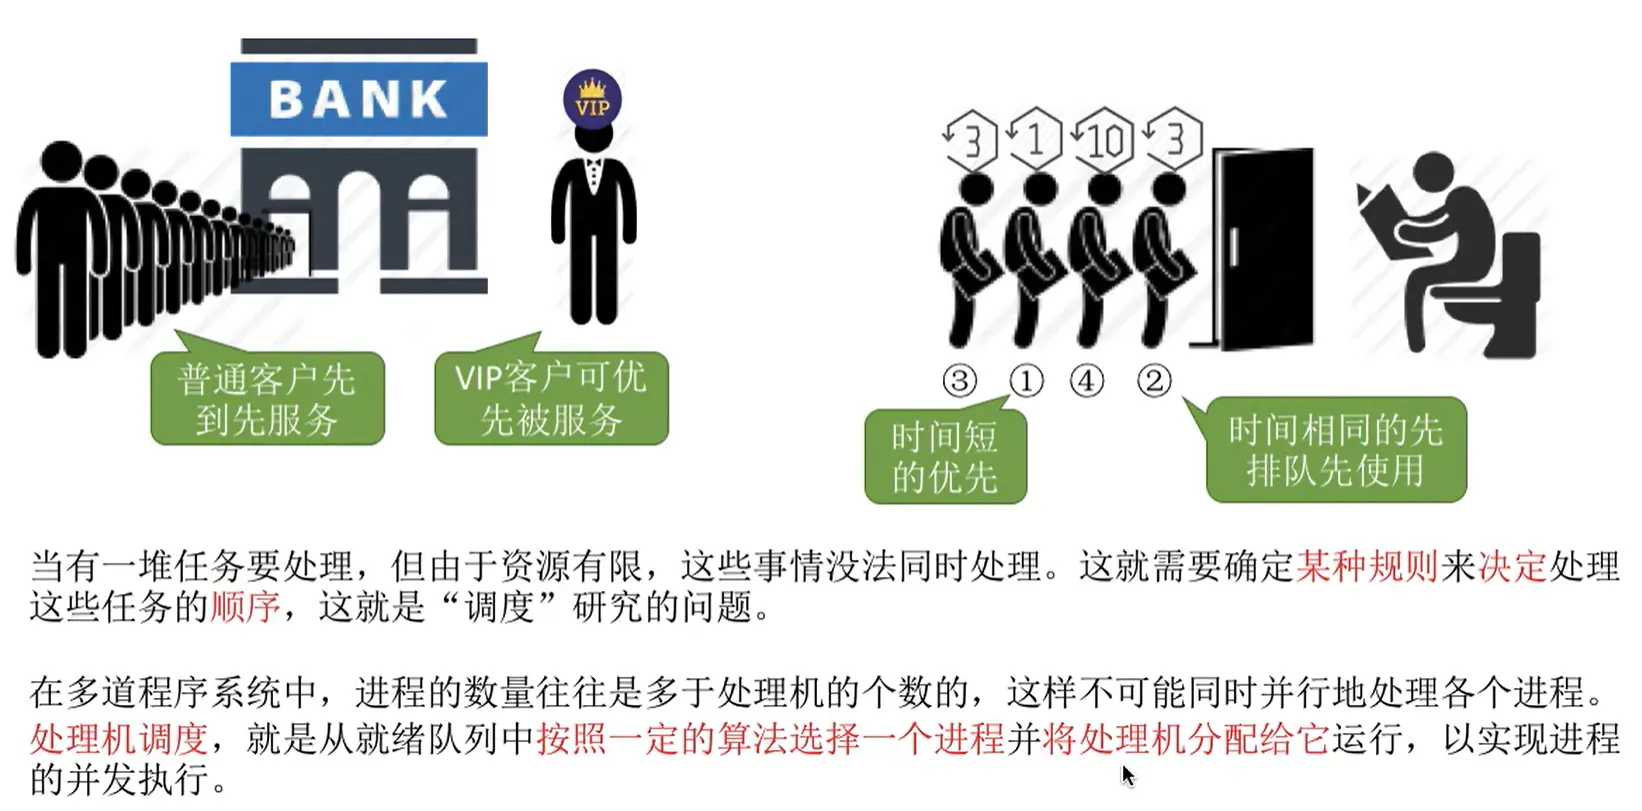 BANK
VIP
3 1 10 3
普通客户先
到先服务
VIP客户可优
先被服务
③ ① ④ ②
时间短
的优先
时间相同的先
排队先使用
当有一堆任务要处理，但由于资源有限，这些事情没法同时处理。这就需要确定某种规则来决定处理
这些任务的顺序，这就是“调度”研究的问题。
在多道程序系统中，进程的数量往往是多于处理机的个数的，这样不可能同时并行地处理各个进程。
处理机调度，就是从就绪队列中按照一定的算法选择一个进程并将处理机分配给它运行，以实现进程
的并发执行。